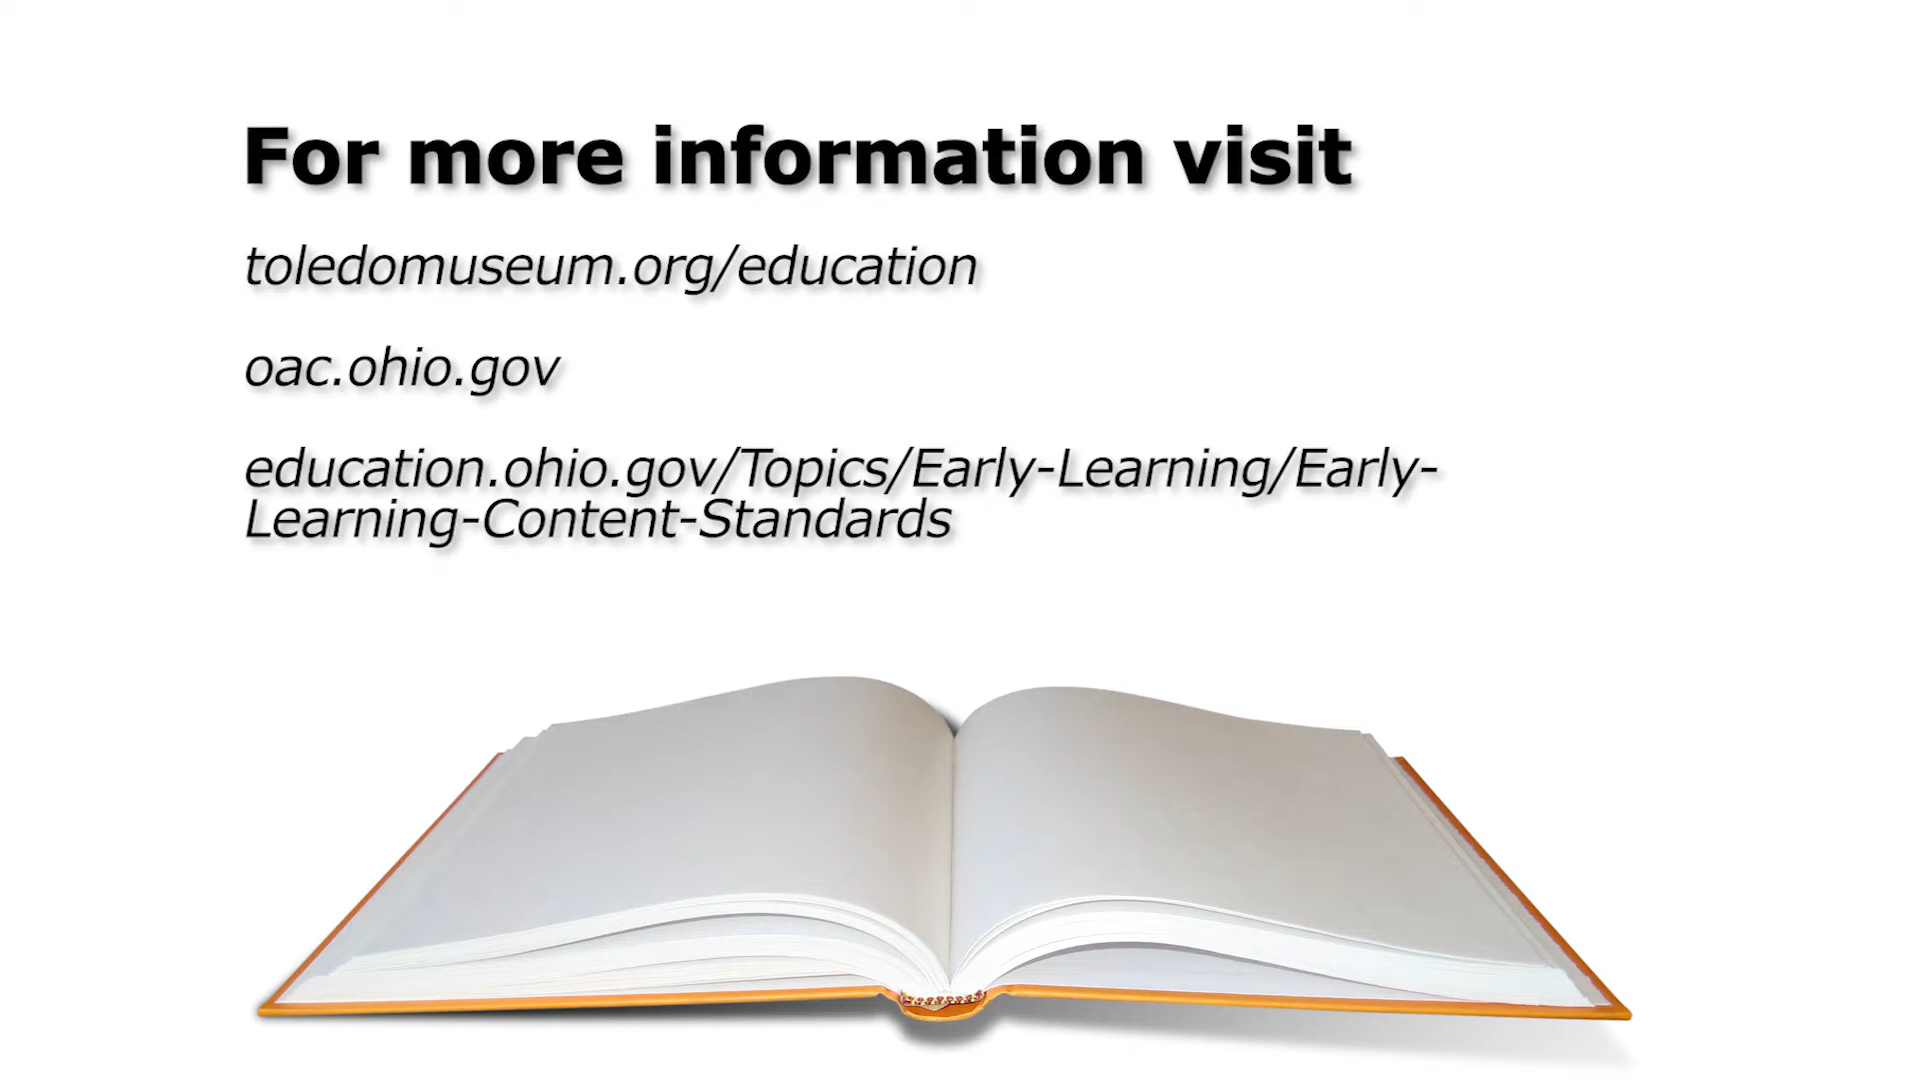 For more information visit
toledomuseum.org/education
oac.ohio.gov
education.ohio.gov/Topics/Early-Learning/Early-
Learning-Content-Standards